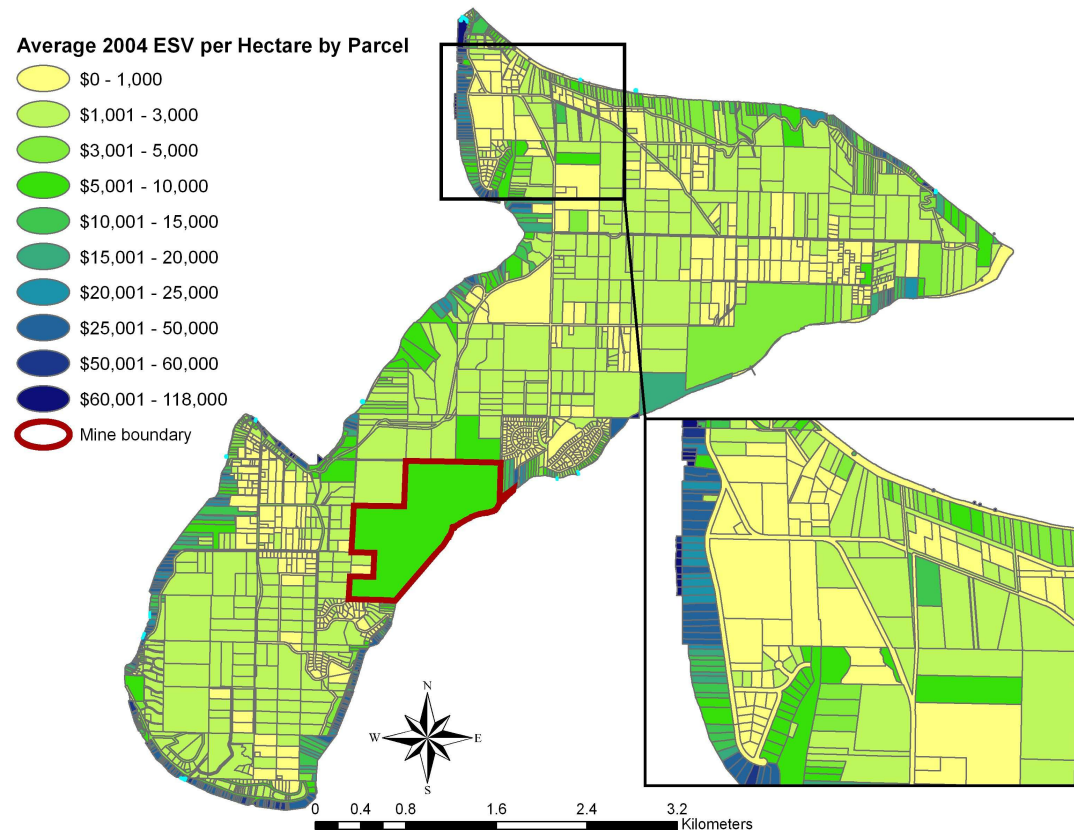 Average 2004 ESV per Hectare by Parcel
$0 - 1,000
$1,001 - 3,000
$3,001 - 5,000
$5,001 - 10,000
$10,001 - 15,000
$15,001 - 20,000
$20,001 - 25,000
$25,001 - 50,000
$50,001 - 60,000
$60,001 - 118,000
Mine boundary
N
W E
S
0 0.4 0.8 1.6 2.4 3.2
Kilometers